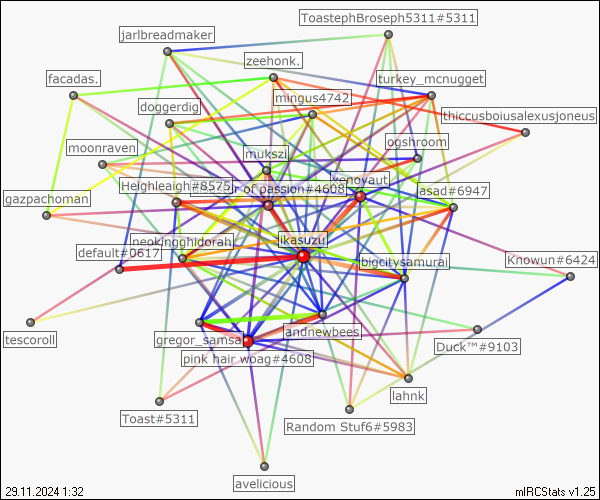 ToastephBroseph5311#5311
jarlbreadmaker
zeehonk.
facadas.
turkey_mcnugget
mingus4742
doggerdig
thiccusboiusalexusjoneus
ogshroom
moonraven
mukszi
xenoyaut
Heighleigh#8575
r of passion#4608
asad#6947
gazpachoman
ikasuzu
neokingghidorah
default#0617
bigcitysamurai
Knowun#6424
andnewbees
tescoroll
gregor_samsa
Duck™#9103
pink hair woag#4608
lahnk
Toast#5311
Random Stuf6#5983
avelicious
29.11.2024 1:32
mIRCStats v1.25